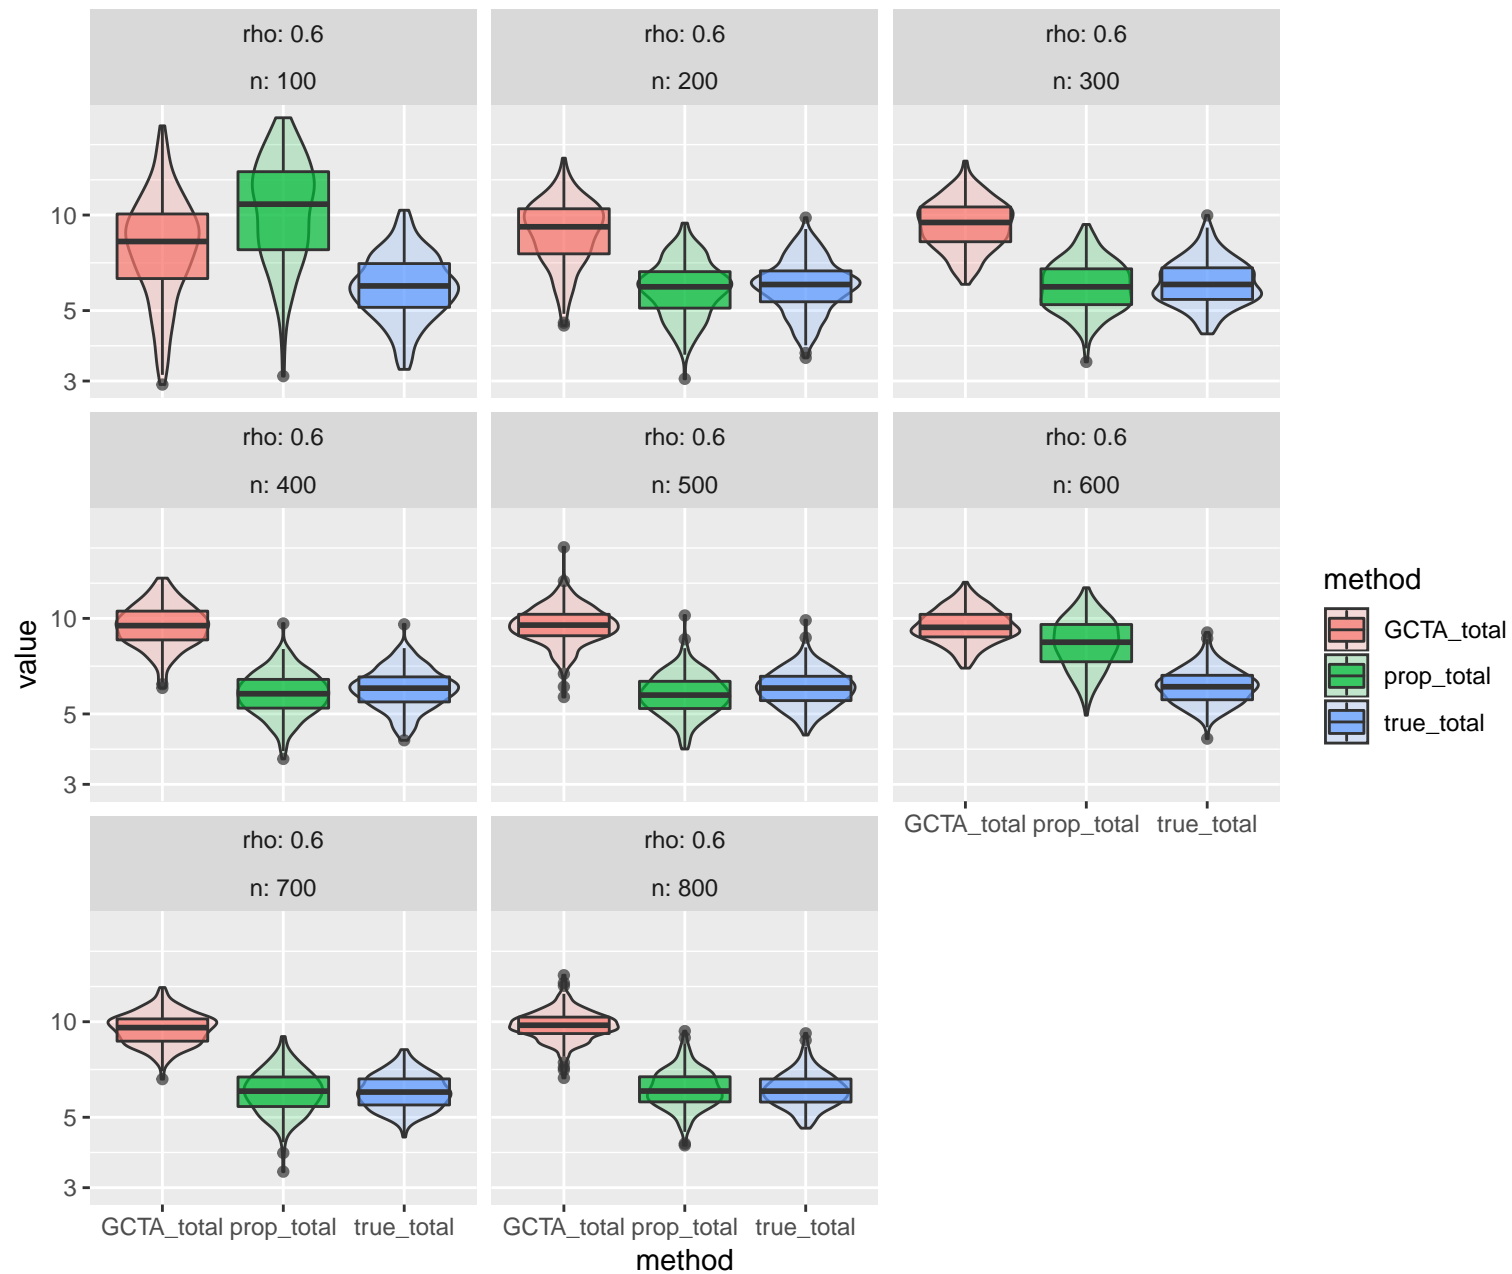 rho: 0.6
rho: 0.6
rho: 0.6
n: 100
n: 200
n: 300
10
5
3
rho: 0.6
rho: 0.6
rho: 0.6
n: 400
n: 500
n: 600
10
5
3
GCTA_total prop_total true_total
rho: 0.6
rho: 0.6
n: 700
n: 800
10
5
3
GCTA_total prop_total true_total
GCTA_total prop_total true_total
method
value
method
GCTA_total
prop_total
true_total